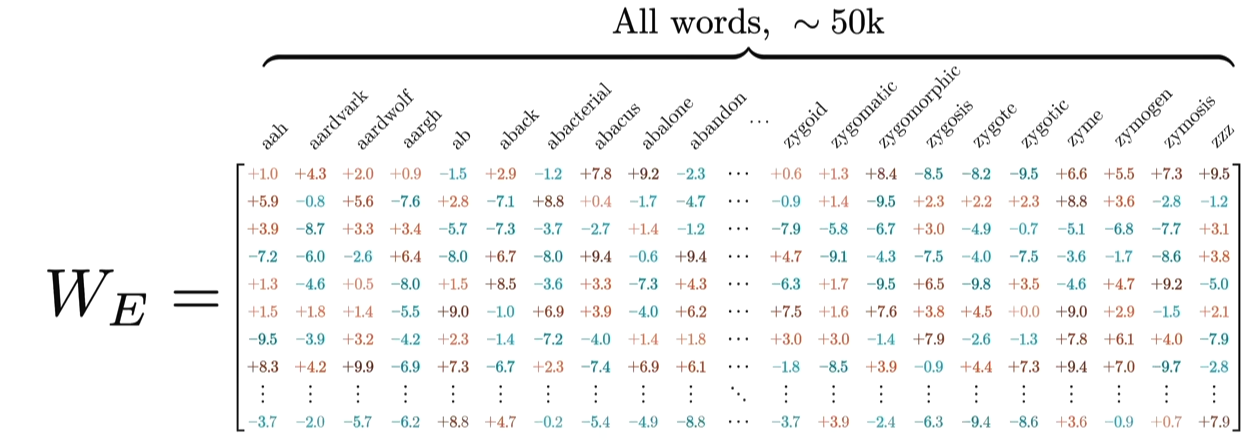 All words, ~ 50k
aah aardvark aardwolf aargh ab aback abacterial abacus abalone abandon ⋯ zygoid zygomatic zygomorphic zygosis zygote zygotic zyme zymogen zymosis zzz
+1.0 +4.3 +2.0 +0.9 −1.5 +2.9 −1.2 +7.8 +9.2 −2.3 ⋯ +0.6 +1.3 +8.4 −8.5 −8.2 −9.5 +6.6 +5.5 +7.3 +9.5
+5.9 −0.8 +5.6 −7.6 +2.8 −7.1 +8.8 +0.4 −1.7 −4.7 ⋯ −0.9 +1.4 −9.5 +2.3 +2.2 +2.3 +8.8 +3.6 −2.8 −1.2
+3.9 −8.7 +3.3 +3.4 −5.7 −7.3 −3.7 −2.7 +1.4 −1.2 ⋯ −7.9 −5.8 −6.7 +3.0 −4.9 −0.7 −5.1 −6.8 −7.7 +3.1
−7.2 −6.0 −2.6 +6.4 −8.0 +6.7 −8.0 +9.4 −0.6 +9.4 ⋯ +4.7 −9.1 −4.3 −7.5 −4.0 −7.5 −3.6 −1.7 −8.6 +3.8
W_E = +1.3 −4.6 +0.5 −8.0 +1.5 +8.5 −3.6 +3.3 −7.3 +4.3 ⋯ −6.3 +1.7 −9.5 +6.5 −9.8 +3.5 −4.6 +4.7 +9.2 −5.0
+1.5 +1.8 +1.4 −5.5 +9.0 −1.0 +6.9 +3.9 −4.0 +6.2 ⋯ +7.5 +1.6 +7.6 +3.8 +4.5 +0.0 +9.0 +2.9 −1.5 +2.1
−9.5 −3.9 +3.2 −4.2 +2.3 −1.4 −7.2 −4.0 +1.4 +1.8 ⋯ +3.0 +3.0 −1.4 +7.9 −2.6 −1.3 +7.8 +6.1 +4.0 −7.9
+8.3 +4.2 +9.9 −6.9 +7.3 −6.7 +2.3 −7.4 +6.9 +6.1 ⋯ −1.8 −8.5 +3.9 −0.9 +4.4 +7.3 +9.4 +7.0 −9.7 −2.8
⋮ ⋮ ⋮ ⋮ ⋮ ⋮ ⋮ ⋮ ⋮ ⋮ ⋱ ⋮ ⋮ ⋮ ⋮ ⋮ ⋮ ⋮ ⋮ ⋮ ⋮
−3.7 −2.0 −5.7 −6.2 +8.8 +4.7 −0.2 −5.4 −4.9 −8.8 ⋯ −3.7 +3.9 −2.4 −6.3 −9.4 −8.6 +3.6 −0.9 +0.7 +7.9